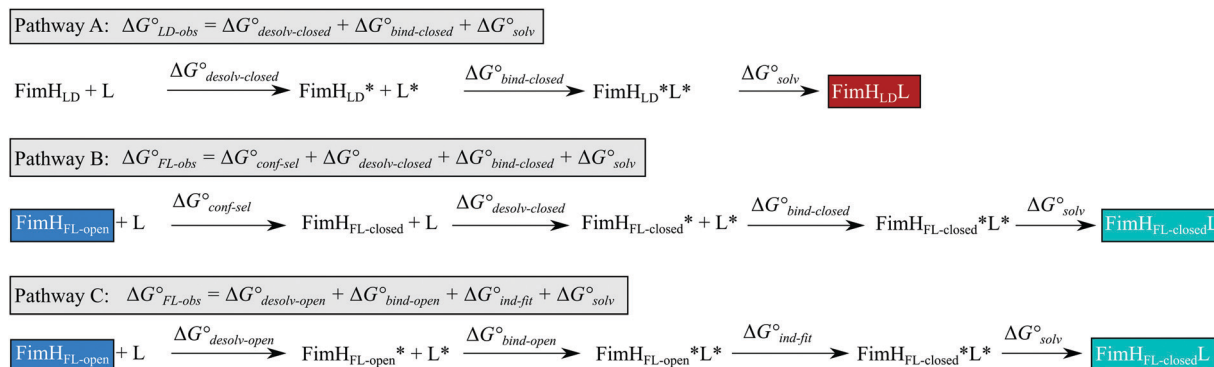 Pathway A: ΔG°LD-obs = ΔG°desolv-closed + ΔG°bind-closed + ΔG°solv
ΔG°desolv-closed ΔG°bind-closed ΔG°solv
FimHLD + L FimHLD* + L* FimHLD*L* FimHLDL
Pathway B: ΔG°FL-obs = ΔG°conf-sel + ΔG°desolv-closed + ΔG°bind-closed + ΔG°solv
ΔG°conf-sel ΔG°desolv-closed ΔG°bind-closed ΔG°solv
FimHFL-open + L FimHFL-closed + L FimHFL-closed* + L* FimHFL-closed*L* FimHFL-closedL
Pathway C: ΔG°FL-obs = ΔG°desolv-open + ΔG°bind-open + ΔG°ind-fit + ΔG°solv
ΔG°desolv-open ΔG°bind-open ΔG°ind-fit ΔG°solv
FimHFL-open + L FimHFL-open* + L* FimHFL-open*L* FimHFL-closed*L* FimHFL-closedL